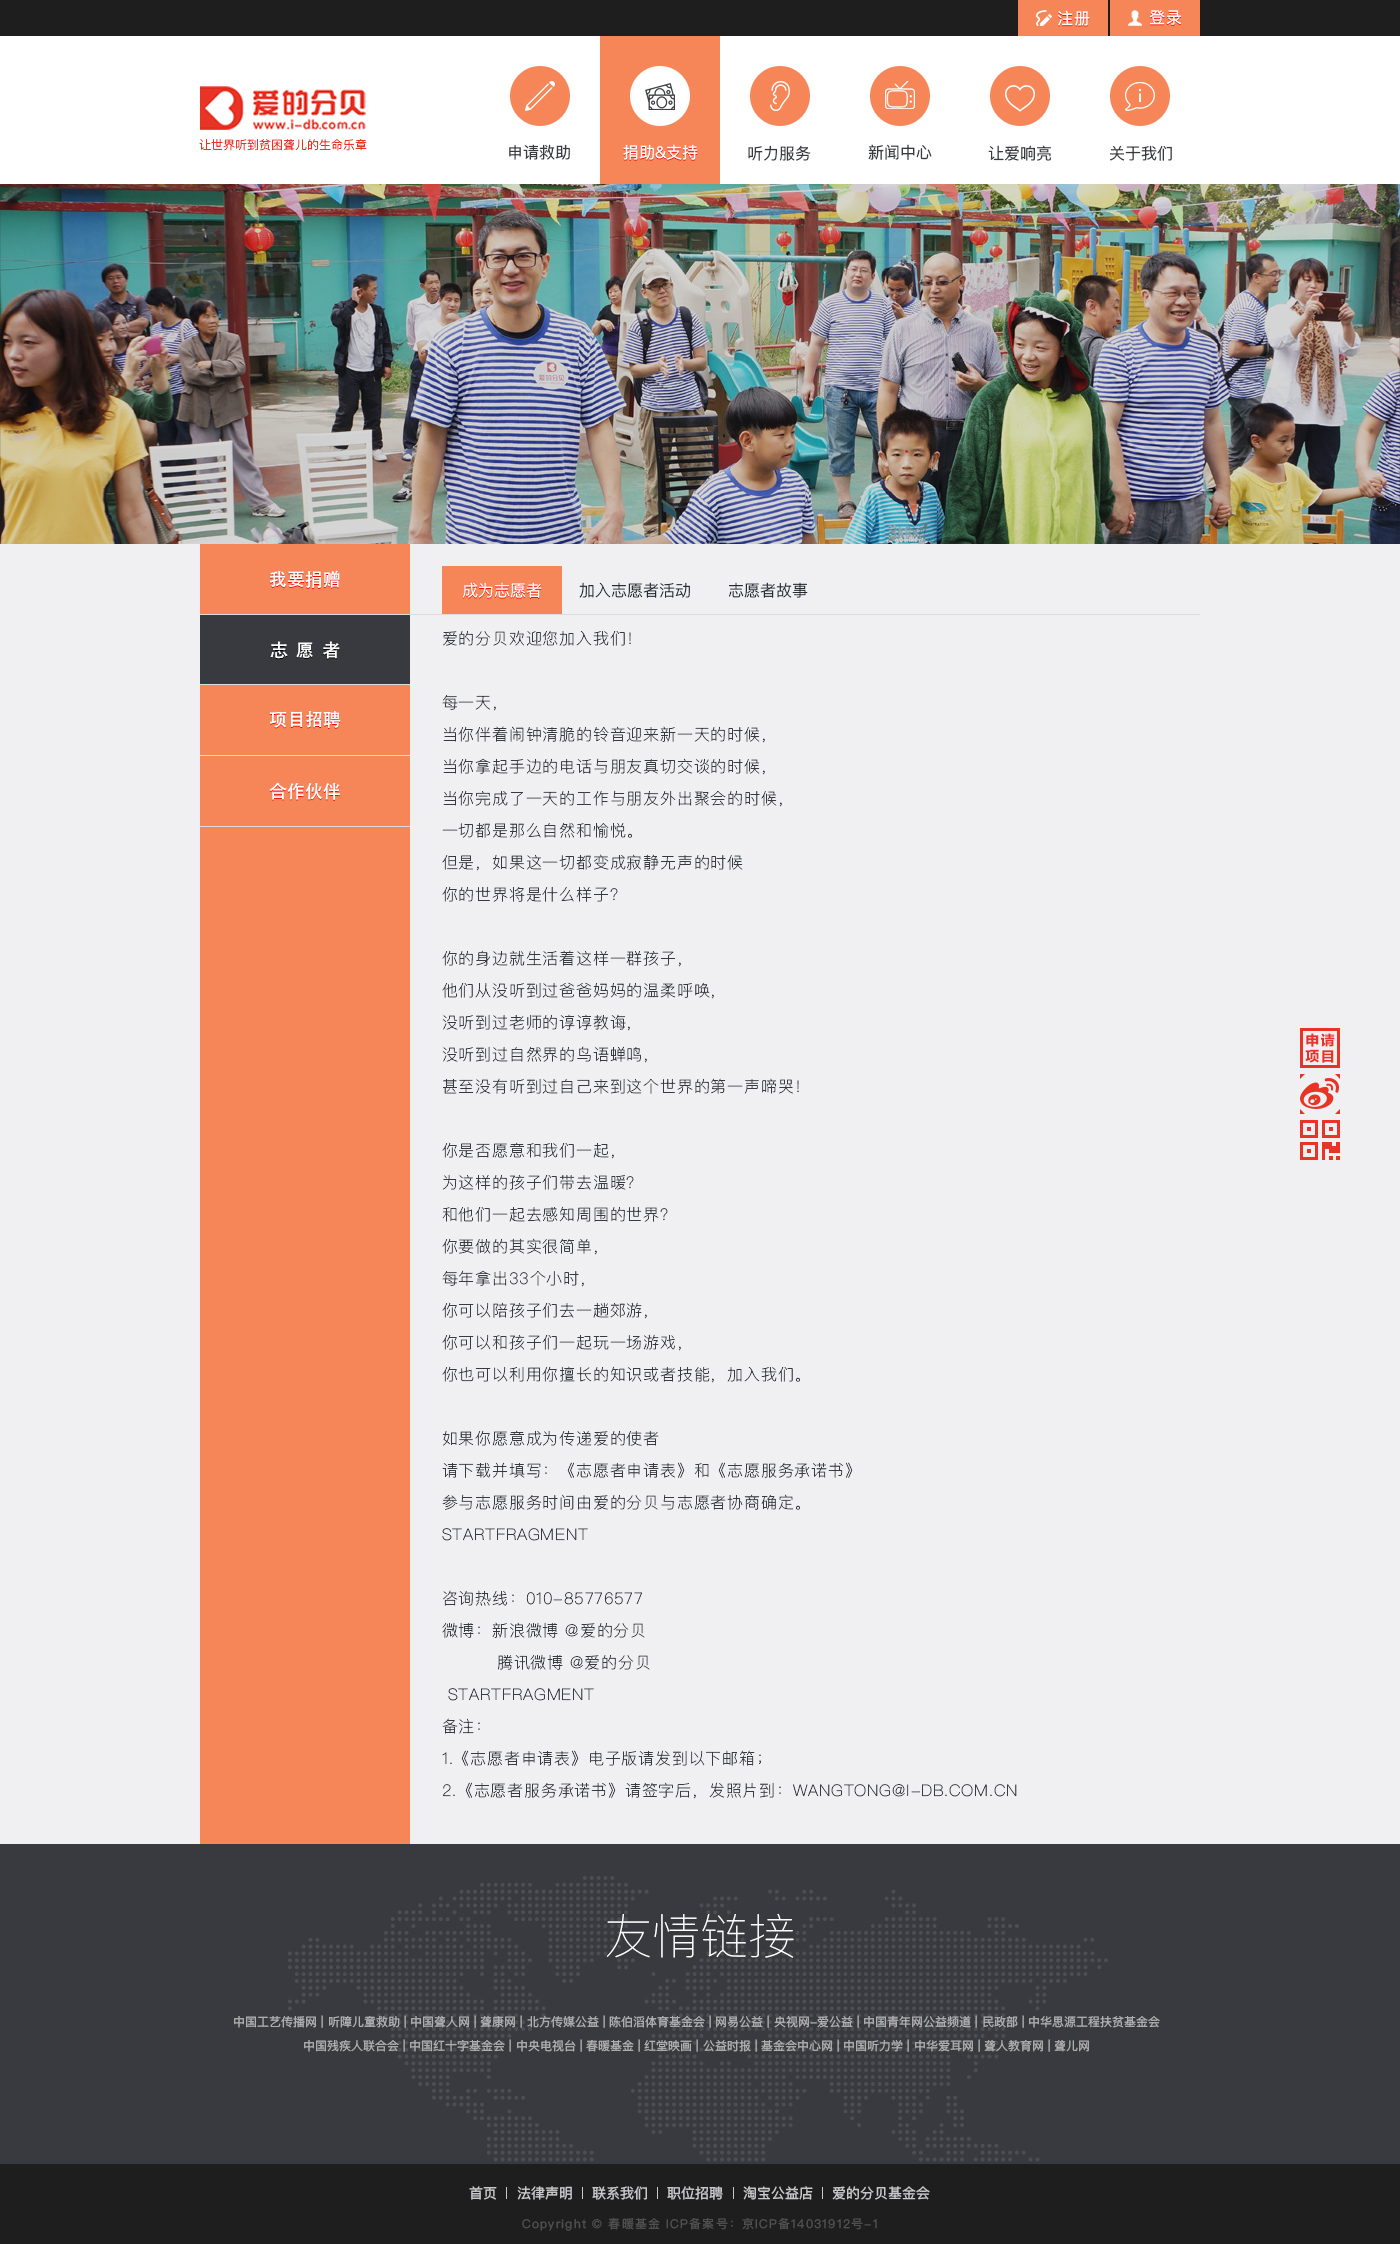 注册
登录
爱的分贝
www.i-db.com.cn
让世界听到贫困聋儿的生命乐章
申请救助
捐助&支持
听力服务
新闻中心
让爱响亮
关于我们
爱的分贝
我要捐赠
志 愿 者
项目招聘
合作伙伴
成为志愿者
加入志愿者活动
志愿者故事
爱的分贝欢迎您加入我们！
每一天，
当你伴着闹钟清脆的铃音迎来新一天的时候，
当你拿起手边的电话与朋友真切交谈的时候，
当你完成了一天的工作与朋友外出聚会的时候，
一切都是那么自然和愉悦。
但是，如果这一切都变成寂静无声的时候
你的世界将是什么样子？
你的身边就生活着这样一群孩子，
他们从没听到过爸爸妈妈的温柔呼唤，
没听到过老师的谆谆教诲，
没听到过自然界的鸟语蝉鸣，
甚至没有听到过自己来到这个世界的第一声啼哭！
你是否愿意和我们一起，
为这样的孩子们带去温暖？
和他们一起去感知周围的世界？
你要做的其实很简单，
每年拿出33个小时，
你可以陪孩子们去一趟郊游，
你可以和孩子们一起玩一场游戏，
你也可以利用你擅长的知识或者技能，加入我们。
如果你愿意成为传递爱的使者
请下载并填写：《志愿者申请表》和《志愿服务承诺书》
参与志愿服务时间由爱的分贝与志愿者协商确定。
STARTFRAGMENT
咨询热线：010-85776577
微博：新浪微博 @爱的分贝
腾讯微博 @爱的分贝
STARTFRAGMENT
备注：
1.《志愿者申请表》电子版请发到以下邮箱；
2.《志愿者服务承诺书》请签字后，发照片到：WANGTONG@I-DB.COM.CN
申请
项目
友情链接
中国工艺传播网 | 听障儿童救助 | 中国聋人网 | 聋康网 | 北方传媒公益 | 陈伯滔体育基金会 | 网易公益 | 央视网-爱公益 | 中国青年网公益频道 | 民政部 | 中华思源工程扶贫基金会
中国残疾人联合会 | 中国红十字基金会 | 中央电视台 | 春暖基金 | 红堂映画 | 公益时报 | 基金会中心网 | 中国听力学 | 中华爱耳网 | 聋人教育网 | 聋儿网
首页 | 法律声明 | 联系我们 | 职位招聘 | 淘宝公益店 | 爱的分贝基金会
Copyright © 春暖基金 ICP备案号：京ICP备14031912号-1